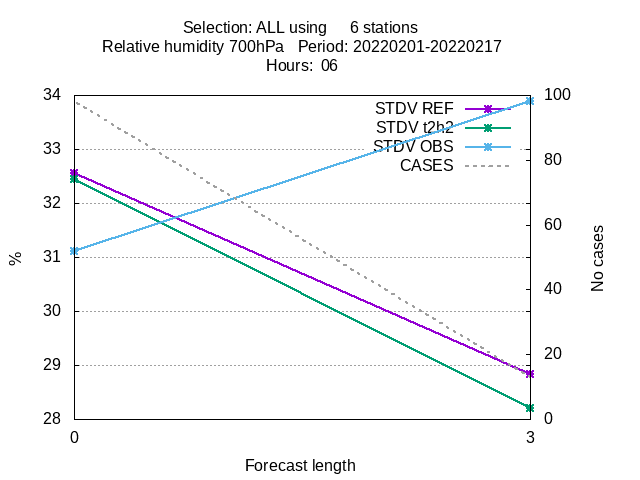 Selection: ALL using     6 stations
Relative humidity 700hPa   Period: 20220201-20220217
Hours:  06
34
33
32
31
30
29
28
100
80
60
40
20
0
STDV REF
STDV t2h2
STDV OBS
CASES
%
No cases
0
3
Forecast length